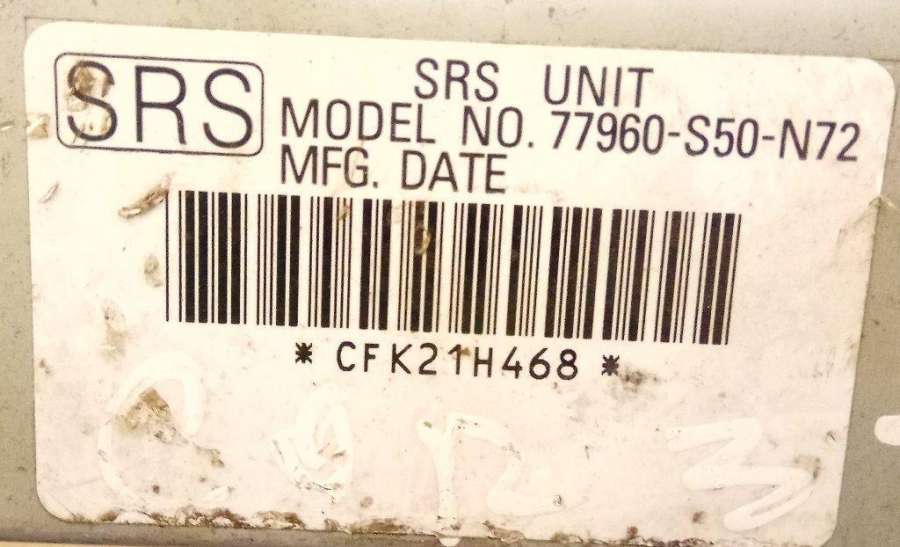 SRS
SRS UNIT
MODEL NO. 77960-S50-N72
MFG. DATE
*CFK21H468*